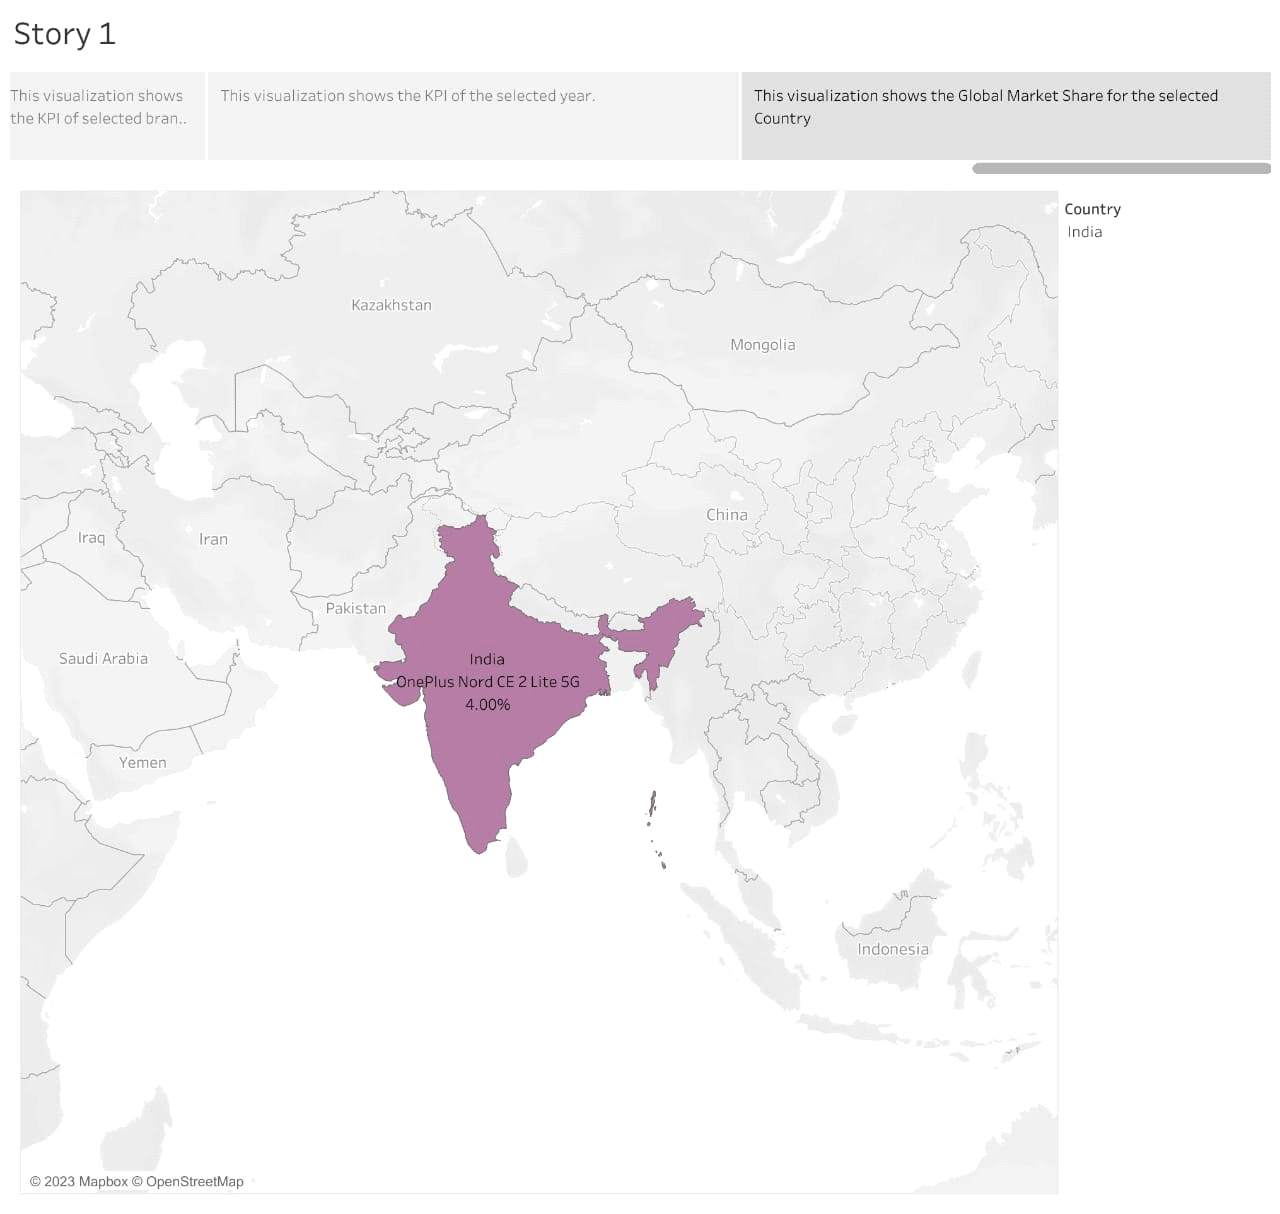 Story 1
This visualization shows
the KPI of selected bran..
This visualization shows the KPI of the selected year.
This visualization shows the Global Market Share for the selected
Country
Country
India
Kazakhstan
Mongolia
China
Iraq
Iran
Pakistan
Saudi Arabia
India
OnePlus Nord CE 2 Lite 5G
4.00%
Yemen
Indonesia
© 2023 Mapbox © OpenStreetMap